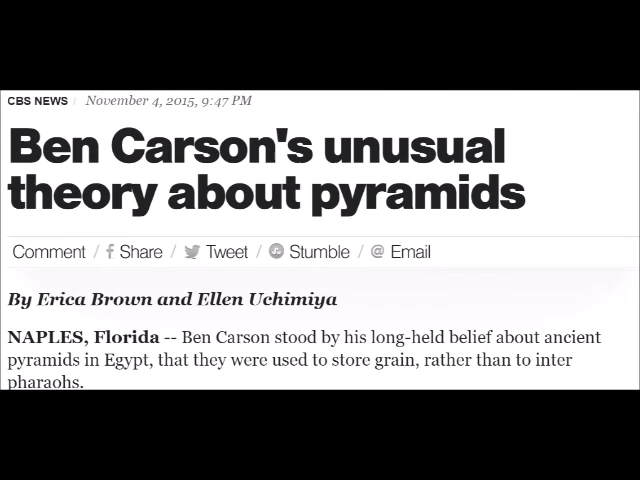 CBS NEWS / November 4, 2015, 9:47 PM
Ben Carson's unusual
theory about pyramids
Comment / f Share / Tweet / Stumble / @ Email
By Erica Brown and Ellen Uchimiya
NAPLES, Florida -- Ben Carson stood by his long-held belief about ancient
pyramids in Egypt, that they were used to store grain, rather than to inter
pharaohs.